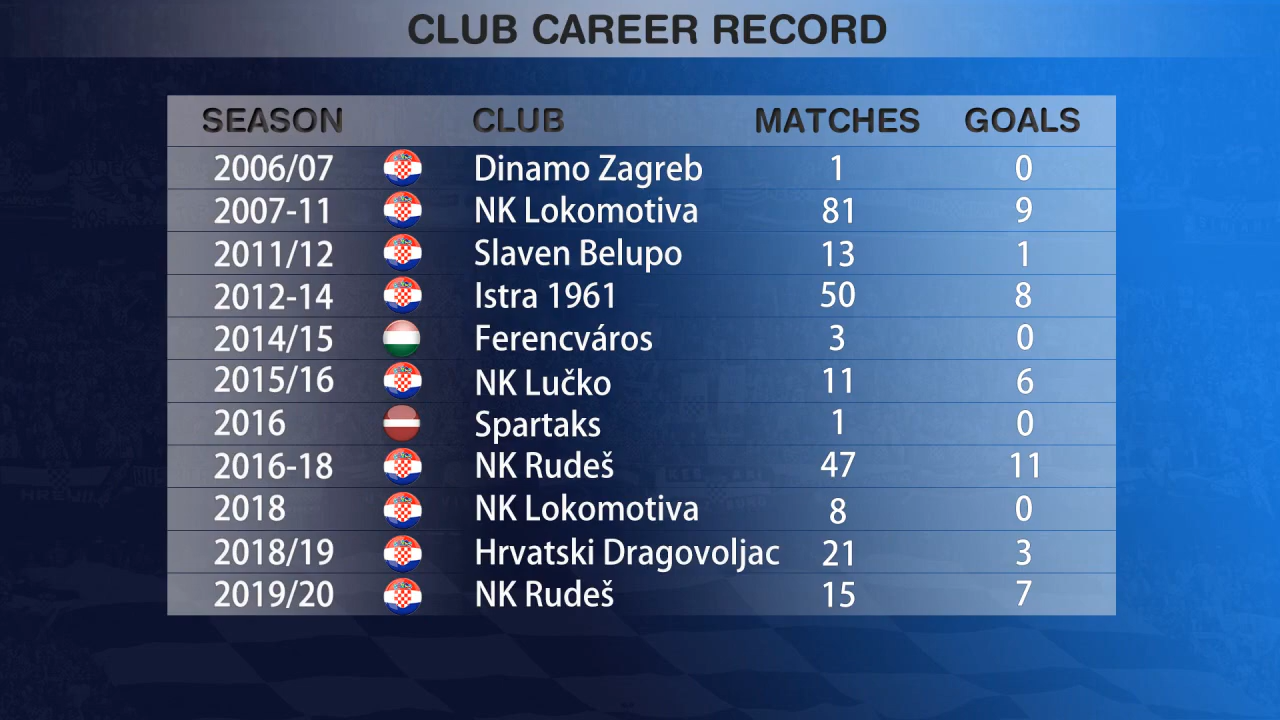 CLUB CAREER RECORD
SEASON CLUB MATCHES GOALS
2006/07 Dinamo Zagreb 1 0
2007-11 NK Lokomotiva 81 9
2011/12 Slaven Belupo 13 1
2012-14 Istra 1961 50 8
2014/15 Ferencváros 3 0
2015/16 NK Lučko 11 6
2016 Spartaks 1 0
2016-18 NK Rudeš 47 11
2018 NK Lokomotiva 8 0
2018/19 Hrvatski Dragovoljac 21 3
2019/20 NK Rudeš 15 7